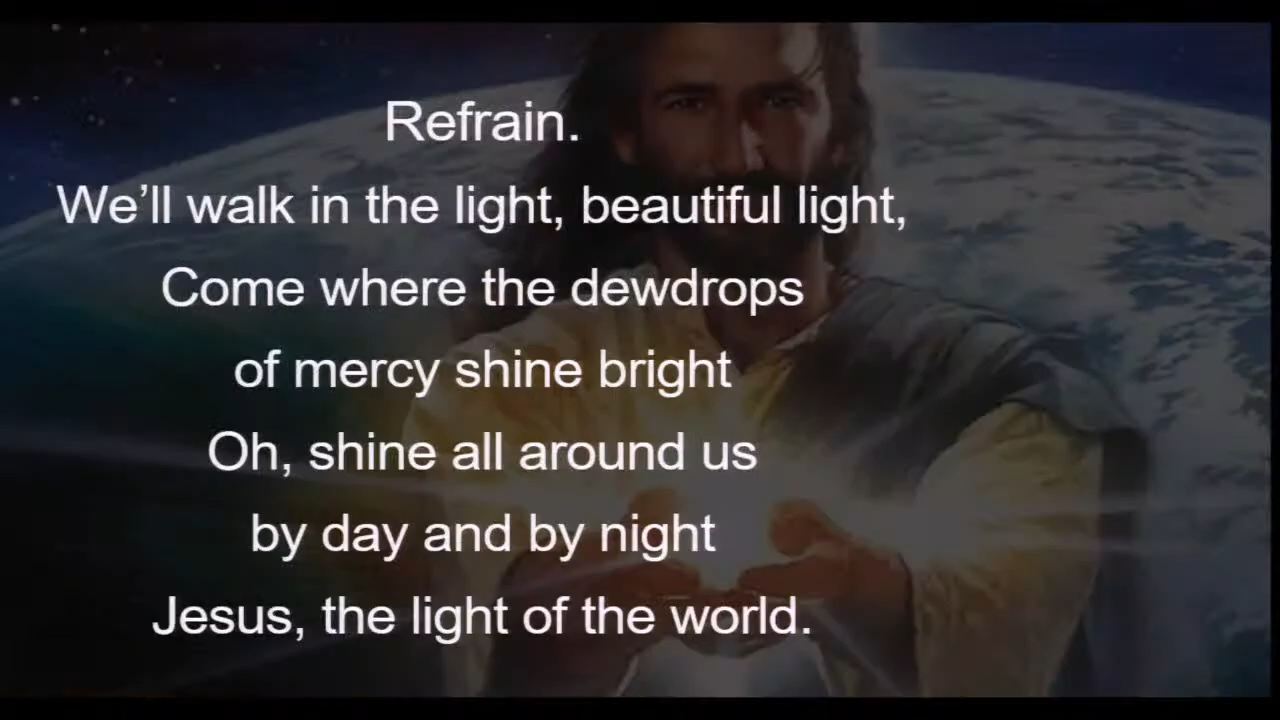 Refrain.
We’ll walk in the light, beautiful light,
Come where the dewdrops
of mercy shine bright
Oh, shine all around us
by day and by night
Jesus, the light of the world.